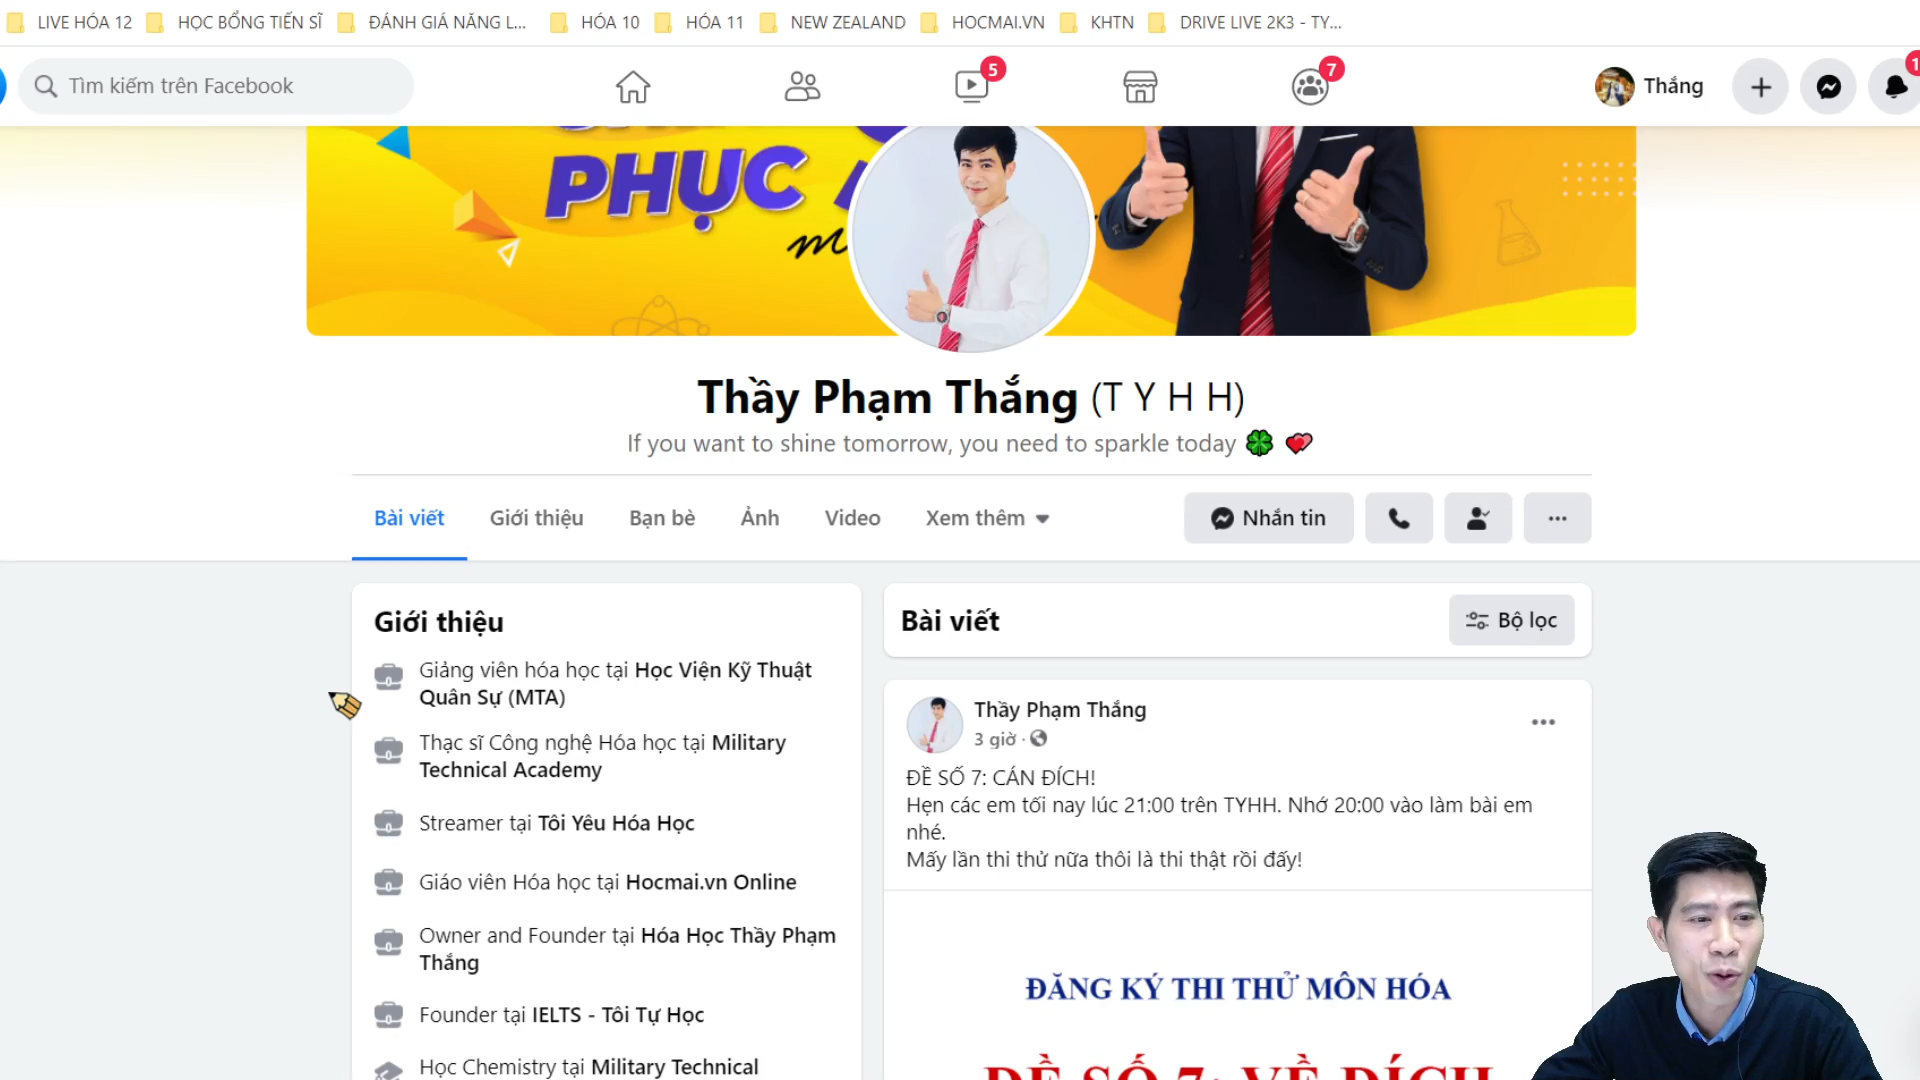 LIVE HÓA 12 HỌC BỔNG TIẾN SĨ ĐÁNH GIÁ NĂNG L... HÓA 10 HÓA 11 NEW ZEALAND HOCMAI.VN KHTN DRIVE LIVE 2K3 - TY...
Tìm kiếm trên Facebook 5 7 Thắng 1
PHỤC
Thầy Phạm Thắng (T Y H H)
If you want to shine tomorrow, you need to sparkle today
Bài viết Giới thiệu Bạn bè Ảnh Video Xem thêm Nhắn tin
Giới thiệu
Giảng viên hóa học tại Học Viện Kỹ Thuật
Quân Sự (MTA)
Thạc sĩ Công nghệ Hóa học tại Military
Technical Academy
Streamer tại Tôi Yêu Hóa Học
Giáo viên Hóa học tại Hocmai.vn Online
Owner and Founder tại Hóa Học Thầy Phạm
Thắng
Founder tại IELTS - Tôi Tự Học
Học Chemistry tại Military Technical
Bài viết Bộ lọc
Thầy Phạm Thắng
3 giờ ·
ĐỀ SỐ 7: CÁN ĐÍCH!
Hẹn các em tối nay lúc 21:00 trên TYHH. Nhớ 20:00 vào làm bài em
nhé.
Mấy lần thi thử nữa thôi là thi thật rồi đấy!
ĐĂNG KÝ THI THỬ MÔN HÓA
ĐỀ SỐ 7: VỀ ĐÍCH